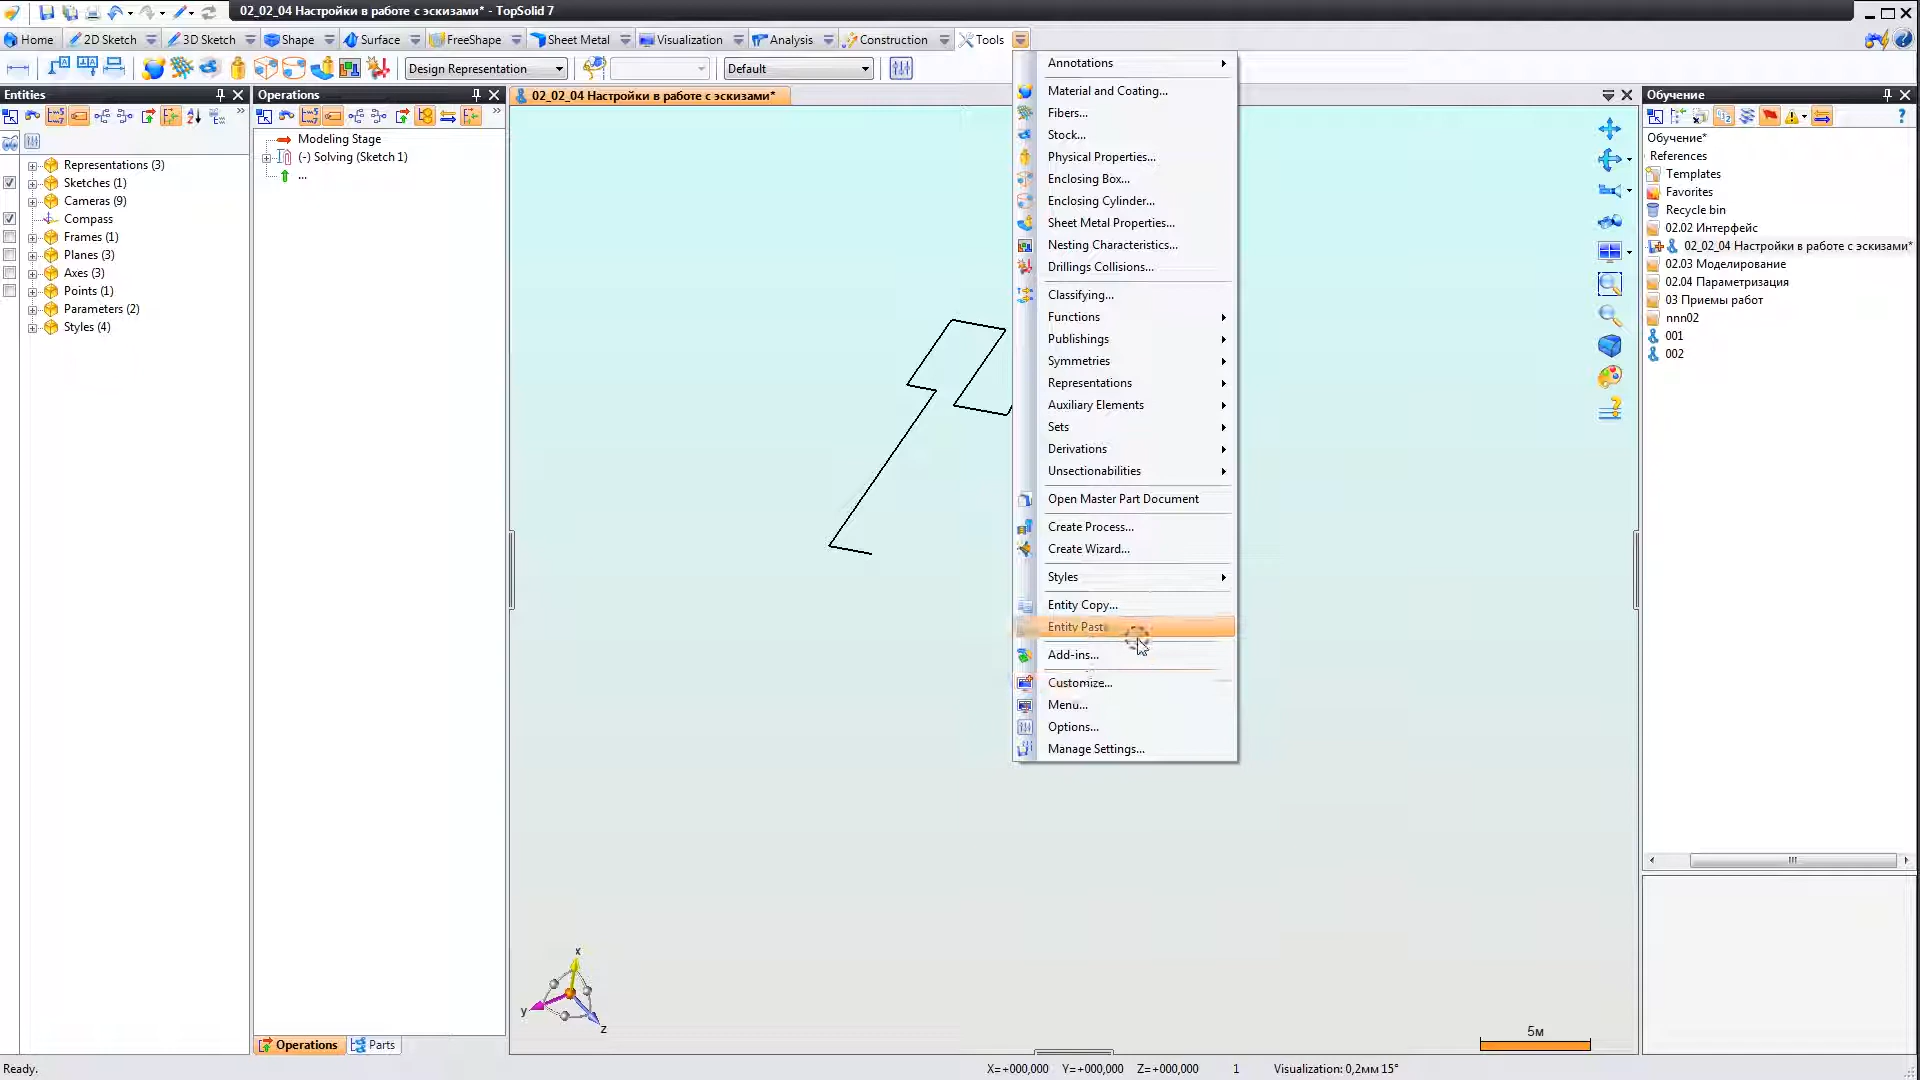 02_02_04 Настройки в работе с эскизами* - TopSolid 7
Home
2D Sketch
3D Sketch
Shape
Surface
FreeShape
Sheet Metal
Visualization
Analysis
Construction
Tools
Design Representation
Default
Entities
Representations (3)
Sketches (1)
Cameras (9)
Compass
Frames (1)
Planes (3)
Axes (3)
Points (1)
Parameters (2)
Styles (4)
Operations
Modeling Stage
(-) Solving (Sketch 1)
...
Operations
Parts
02_02_04 Настройки в работе с эскизами*
Annotations
Material and Coating...
Fibers...
Stock...
Physical Properties...
Enclosing Box...
Enclosing Cylinder...
Sheet Metal Properties...
Nesting Characteristics...
Drillings Collisions...
Classifying...
Functions
Publishings
Symmetries
Representations
Auxiliary Elements
Sets
Derivations
Unsectionabilities
Open Master Part Document
Create Process...
Create Wizard...
Styles
Entity Copy...
Entity Paste
Add-ins...
Customize...
Menu...
Options...
Manage Settings...
x
y
z
5м
Обучение
Обучение*
References
Templates
Favorites
Recycle bin
02.02 Интерфейс
02_02_04 Настройки в работе с эскизами*
02.03 Моделирование
02.04 Параметризация
03 Приемы работ
nnn02
001
002
Ready.
X=+000,000 Y=+000,000 Z=+000,000 1 Visualization: 0,2мм 15°